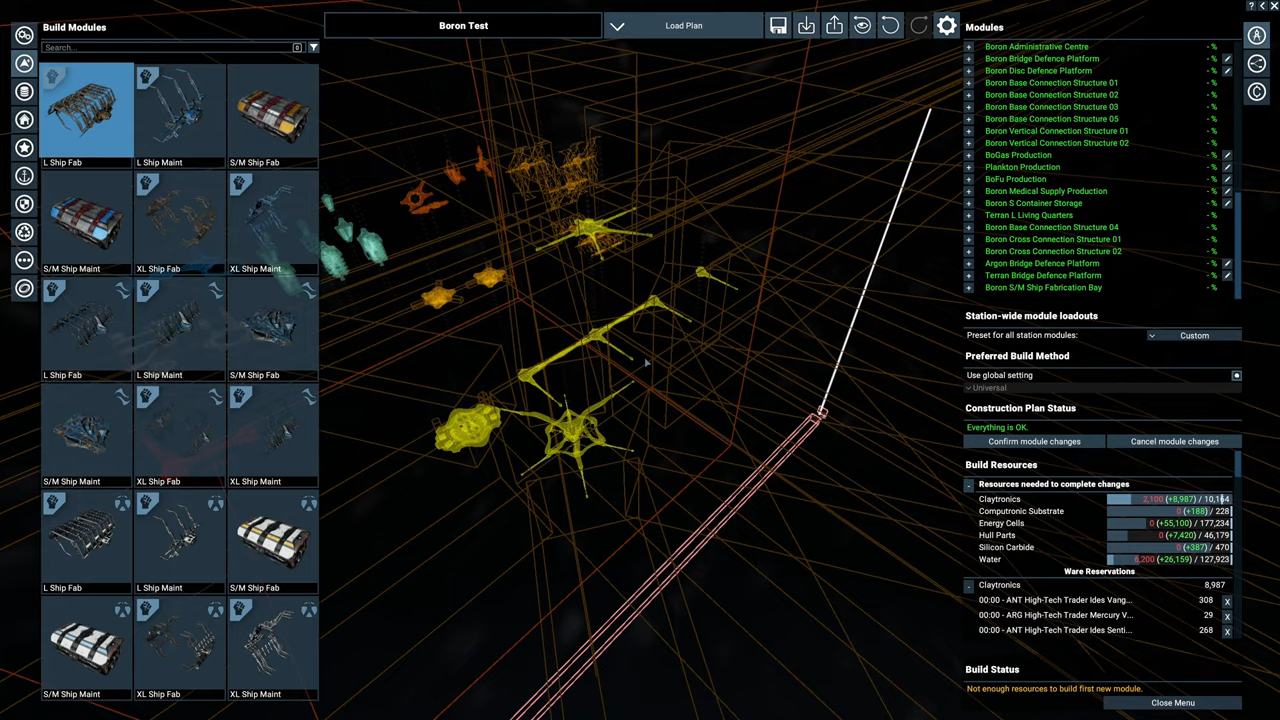 ? < X
Build Modules
Search...
0
L Ship Fab
L Ship Maint
S/M Ship Fab
S/M Ship Maint
XL Ship Fab
XL Ship Maint
L Ship Fab
L Ship Maint
S/M Ship Fab
S/M Ship Maint
XL Ship Fab
XL Ship Maint
L Ship Fab
L Ship Maint
S/M Ship Fab
S/M Ship Maint
XL Ship Fab
XL Ship Maint
Boron Test
Load Plan
Modules
+ Boron Administrative Centre - %
+ Boron Bridge Defence Platform - %
+ Boron Disc Defence Platform - %
+ Boron Base Connection Structure 01 - %
+ Boron Base Connection Structure 02 - %
+ Boron Base Connection Structure 03 - %
+ Boron Base Connection Structure 05 - %
+ Boron Vertical Connection Structure 01 - %
+ Boron Vertical Connection Structure 02 - %
+ BoGas Production - %
+ Plankton Production - %
+ BoFu Production - %
+ Boron Medical Supply Production - %
+ Boron S Container Storage - %
+ Terran L Living Quarters - %
+ Boron Base Connection Structure 04 - %
+ Boron Cross Connection Structure 01 - %
+ Boron Cross Connection Structure 02 - %
+ Argon Bridge Defence Platform - %
+ Terran Bridge Defence Platform - %
+ Boron S/M Ship Fabrication Bay - %
Station-wide module loadouts
Preset for all station modules: Custom
Preferred Build Method
Use global setting
Universal
Construction Plan Status
Everything is OK.
Confirm module changes Cancel module changes
Build Resources
- Resources needed to complete changes
Claytronics 2,100 (+8,987) / 10,164
Computronic Substrate 0 (+188) / 228
Energy Cells 0 (+55,100) / 177,234
Hull Parts 0 (+7,420) / 46,179
Silicon Carbide 0 (+387) / 470
Water 6,200 (+26,159) / 127,923
Ware Reservations
- Claytronics 8,987
00:00 - ANT High-Tech Trader Ides Vang... 308 X
00:00 - ARG High-Tech Trader Mercury V... 29 X
00:00 - ANT High-Tech Trader Ides Senti... 268 X
Build Status
Not enough resources to build first new module.
Close Menu